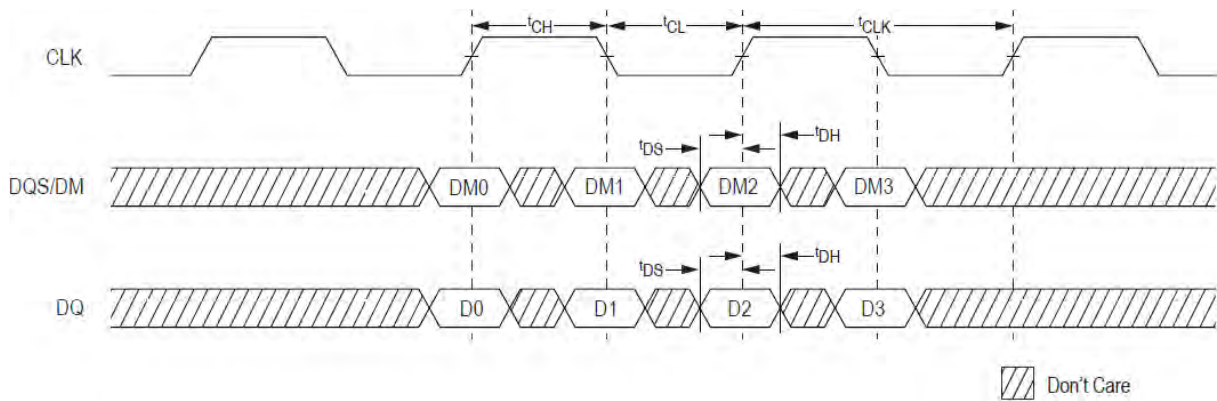 tCH tCL tCLK
CLK
tDS tDH
DQS/DM DM0 DM1 DM2 DM3
tDS tDH
DQ D0 D1 D2 D3
Don't Care